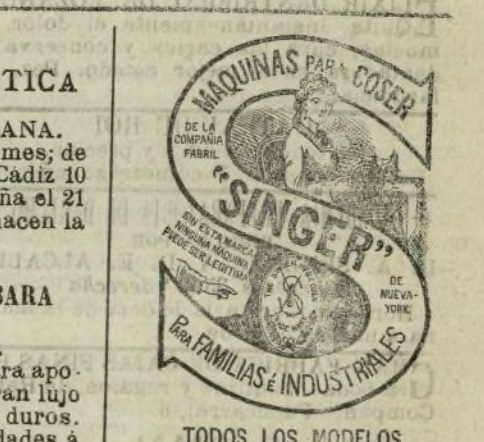 TICA
ANA.
mes; de
Cádiz 10
ña el 21
hacen la
BARA
ra apo-
ran lujo
duros.
dades á
MAQUINAS PARA COSER
DE LA
COMPAÑIA
FABRIL
"SINGER"
SIN ESTA MARCA
NINGUNA MAQUINA
PUEDE SER LEGITIMA
DE
NUEVA-
YORK
PARA FAMILIAS É INDUSTRIALES
TODOS LOS MODELOS